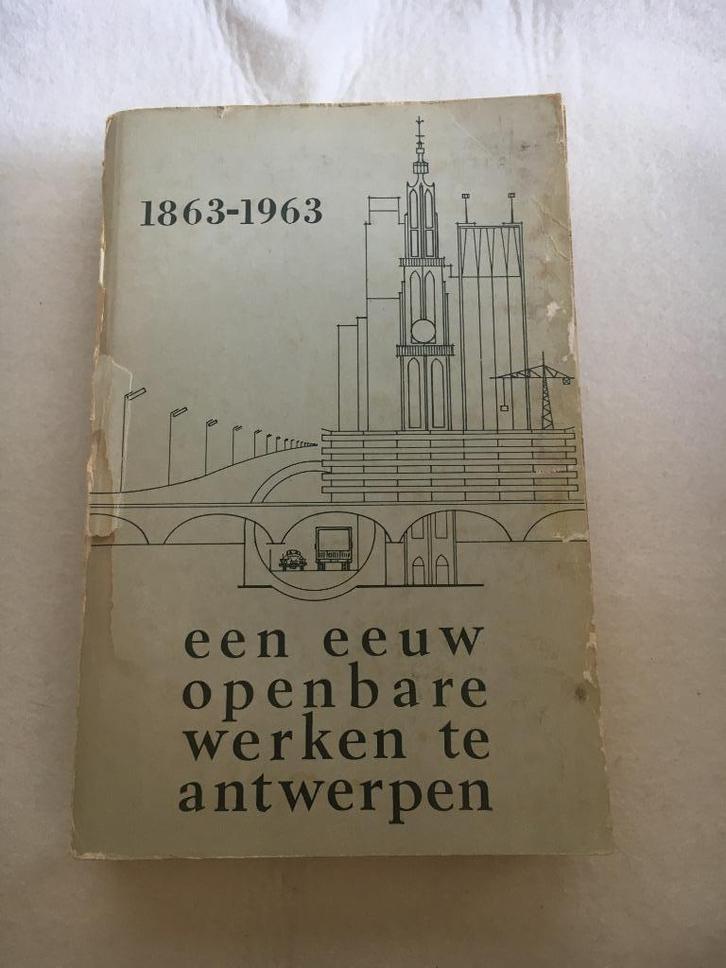 1863-1963
een eeuw
openbare
werken te
antwerpen